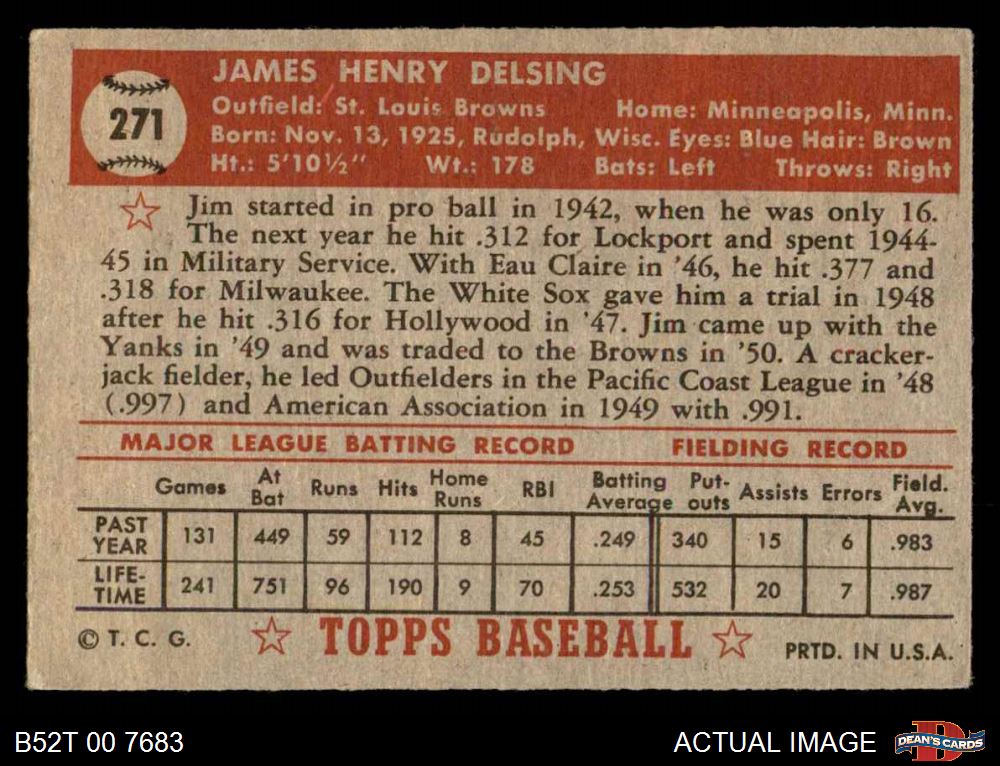 271
JAMES HENRY DELSING
Outfield: St. Louis Browns Home: Minneapolis, Minn.
Born: Nov. 13, 1925, Rudolph, Wisc. Eyes: Blue Hair: Brown
Ht.: 5'10½" Wt.: 178 Bats: Left Throws: Right
Jim started in pro ball in 1942, when he was only 16.
The next year he hit .312 for Lockport and spent 1944-
45 in Military Service. With Eau Claire in '46, he hit .377 and
.318 for Milwaukee. The White Sox gave him a trial in 1948
after he hit .316 for Hollywood in '47. Jim came up with the
Yanks in '49 and was traded to the Browns in '50. A cracker-
jack fielder, he led Outfielders in the Pacific Coast League in '48
(.997) and American Association in 1949 with .991.
MAJOR LEAGUE BATTING RECORD FIELDING RECORD
Games At Bat Runs Hits Home Runs RBI Batting Average Put-outs Assists Errors Field. Avg.
PAST YEAR 131 449 59 112 8 45 .249 340 15 6 .983
LIFE-TIME 241 751 96 190 9 70 .253 532 20 7 .987
© T. C. G. TOPPS BASEBALL PRTD. IN U.S.A.
B52T 00 7683 ACTUAL IMAGE DEAN'S CARDS